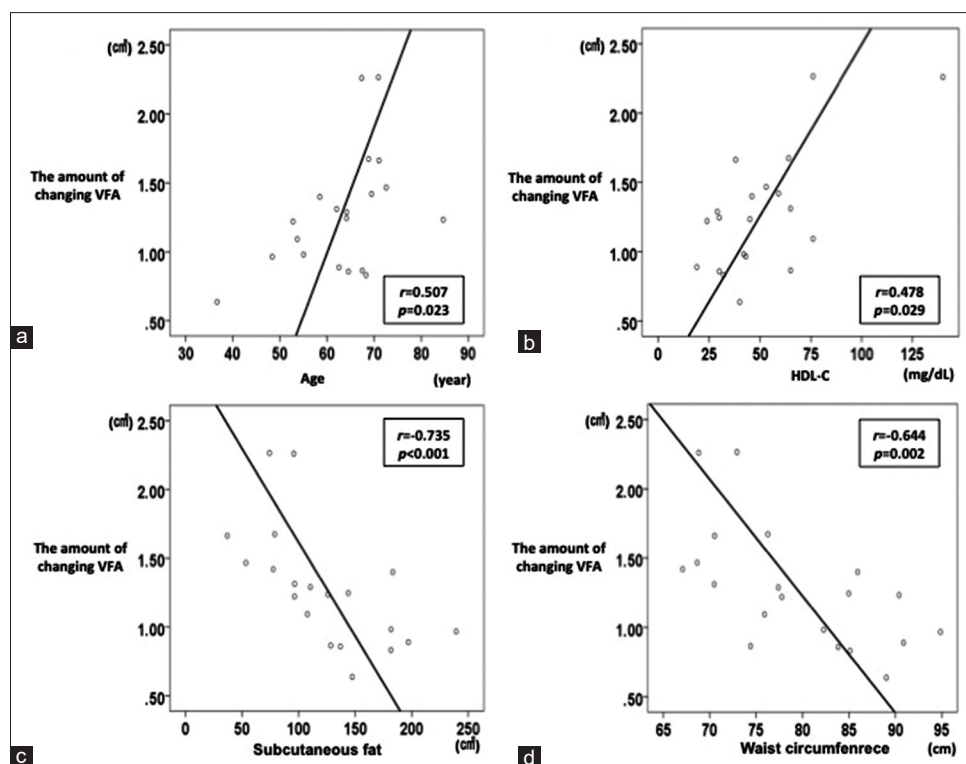 (㎠)
2.50
2.00
The amount of
changing VFA
1.50
1.00
.50
r=0.507
p=0.023
30 40 50 60 70 80 90
Age (year)
a
(㎠)
2.50
2.00
The amount of
changing VFA
1.50
1.00
.50
r=0.478
p=0.029
0 25 50 75 100 125
HDL-C (mg/dL)
b
(㎠)
2.50
r=-0.735
p<0.001
2.00
The amount of
changing VFA
1.50
1.00
.50
0 50 100 150 200 250
Subcutaneous fat (㎠)
c
(㎠)
2.50
r=-0.644
p=0.002
2.00
The amount of
changing VFA
1.50
1.00
.50
65 70 75 80 85 90 95
Waist circumfenrece (cm)
d